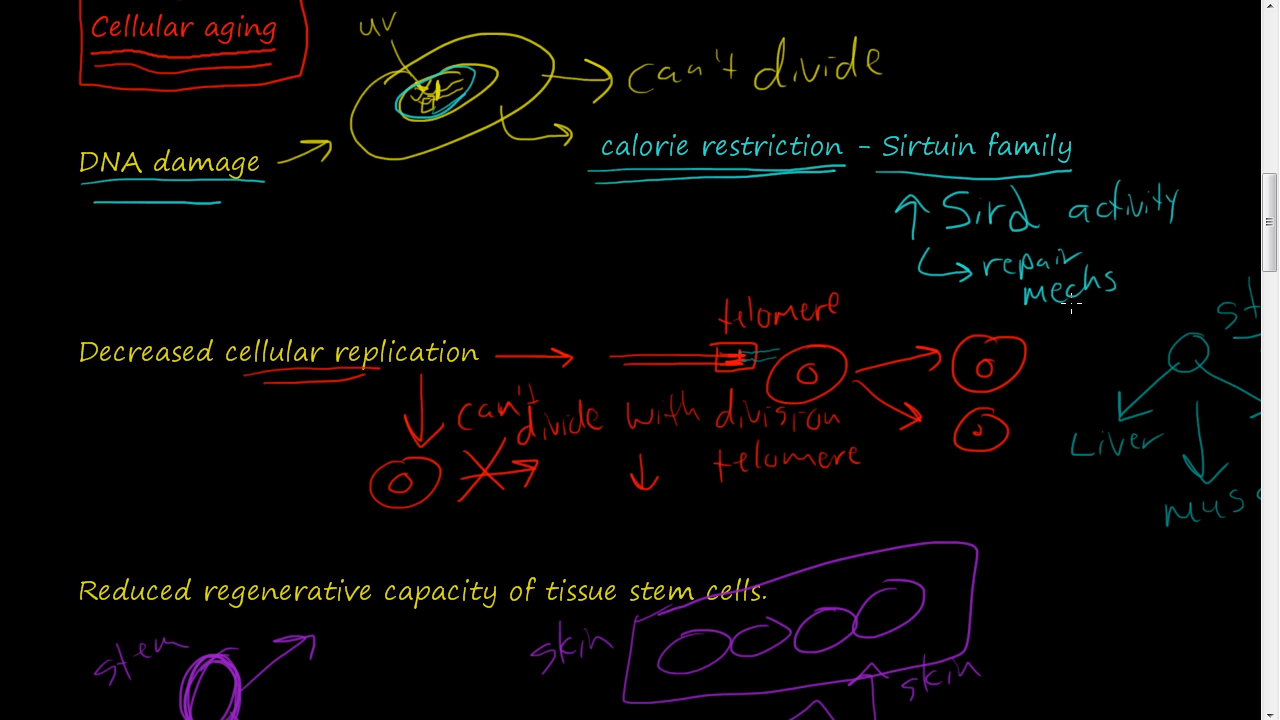 Cellular aging
uv
can't divide
DNA damage
calorie restriction - Sirtuin family
↑ Sird activity
repair
mechs
telomere
Decreased cellular replication
can't
divide with division
↓ telomere
Liver
Reduced regenerative capacity of tissue stem cells.
stem
skin
skin